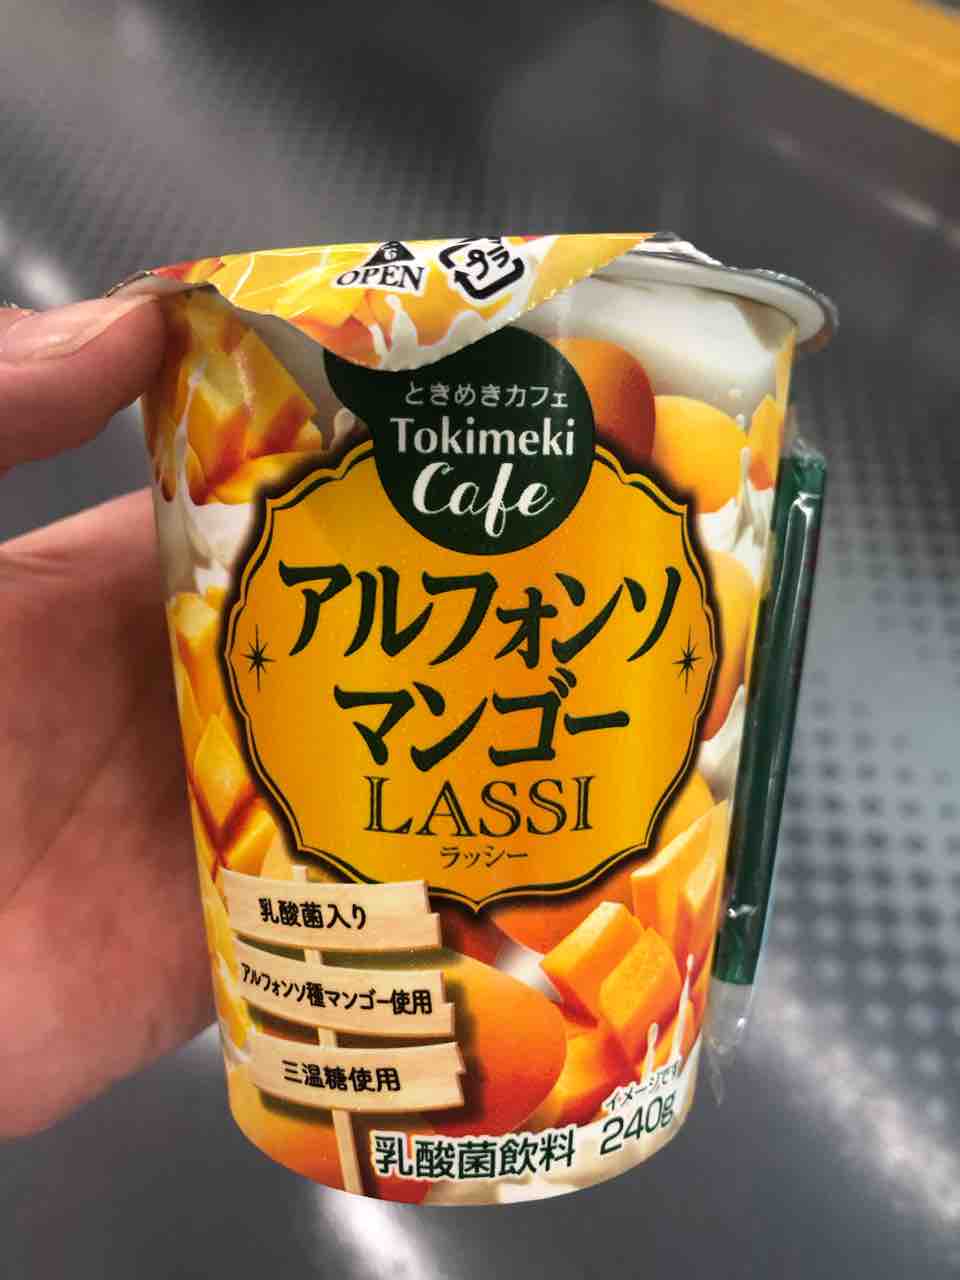 OPEN
プラ
ときめきカフェ
Tokimeki
Cafe
アルフォンソ
マンゴー
LASSI
ラッシー
乳酸菌入り
アルフォンソ種マンゴー使用
三温糖使用
イメージです
乳酸菌飲料 240g